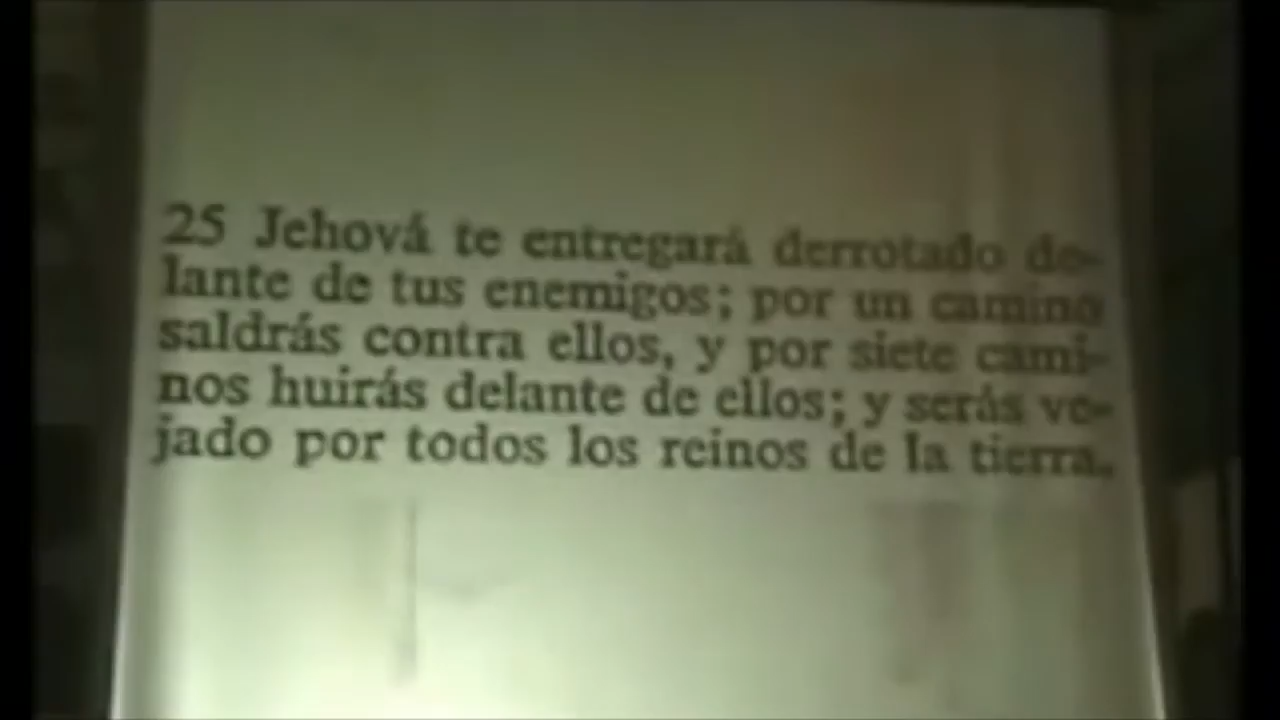 25 Jehová te entregará derrotado de-
lante de tus enemigos; por un camino
saldrás contra ellos, y por siete cami-
nos huirás delante de ellos; y serás ve-
jado por todos los reinos de la tierra.